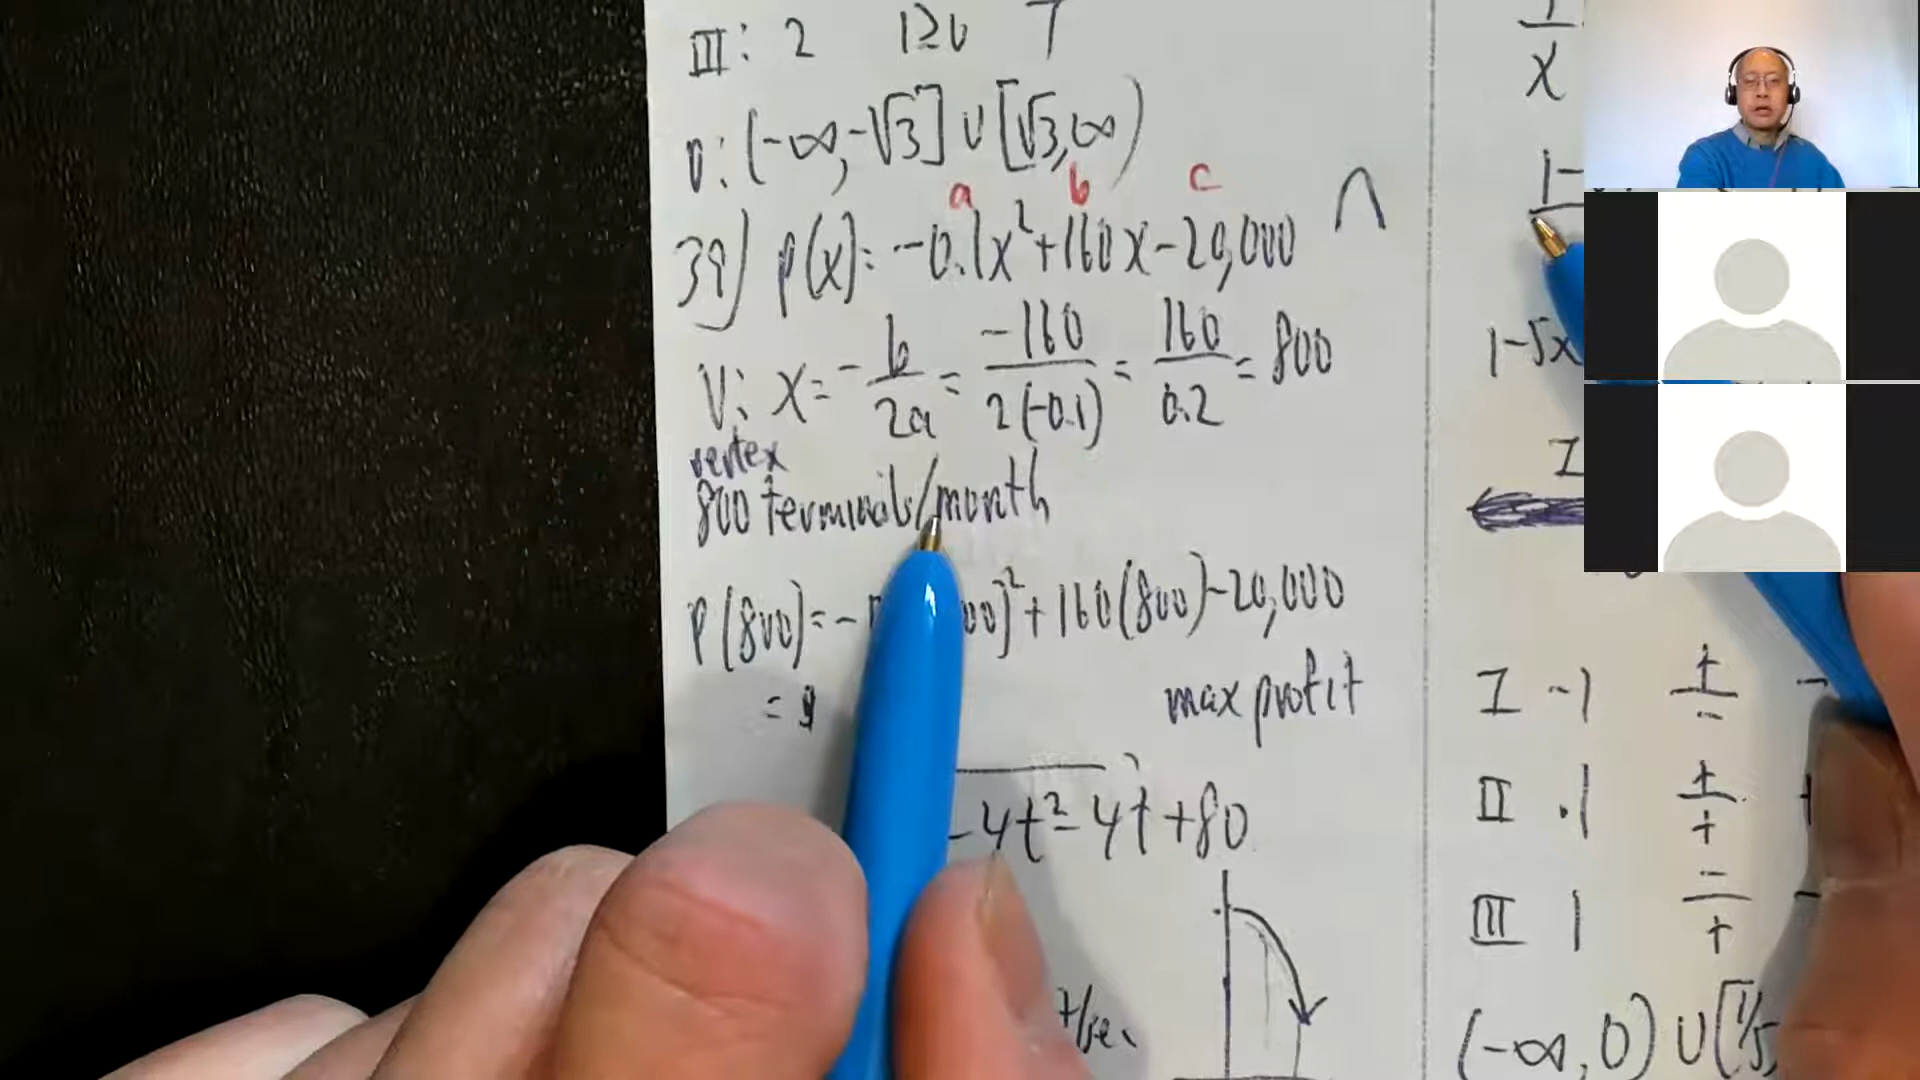 III: 2 120 T
D: (-∞, -√3] ∪ [√3, ∞)
a b c
39) P(x) = -0.1x² + 160x - 20,000
V: x = -b/2a = -160/2(-0.1) = 160/0.2 = 800
vertex
800 terminals/month
P(800) = - 00)² + 160(800) - 20,000
= max profit
-4t² - 4t + 80
1-5x
I
I -1 +/- -
II .1 +/+
III 1 -/+ -
(-∞, 0) ∪ [1/5,